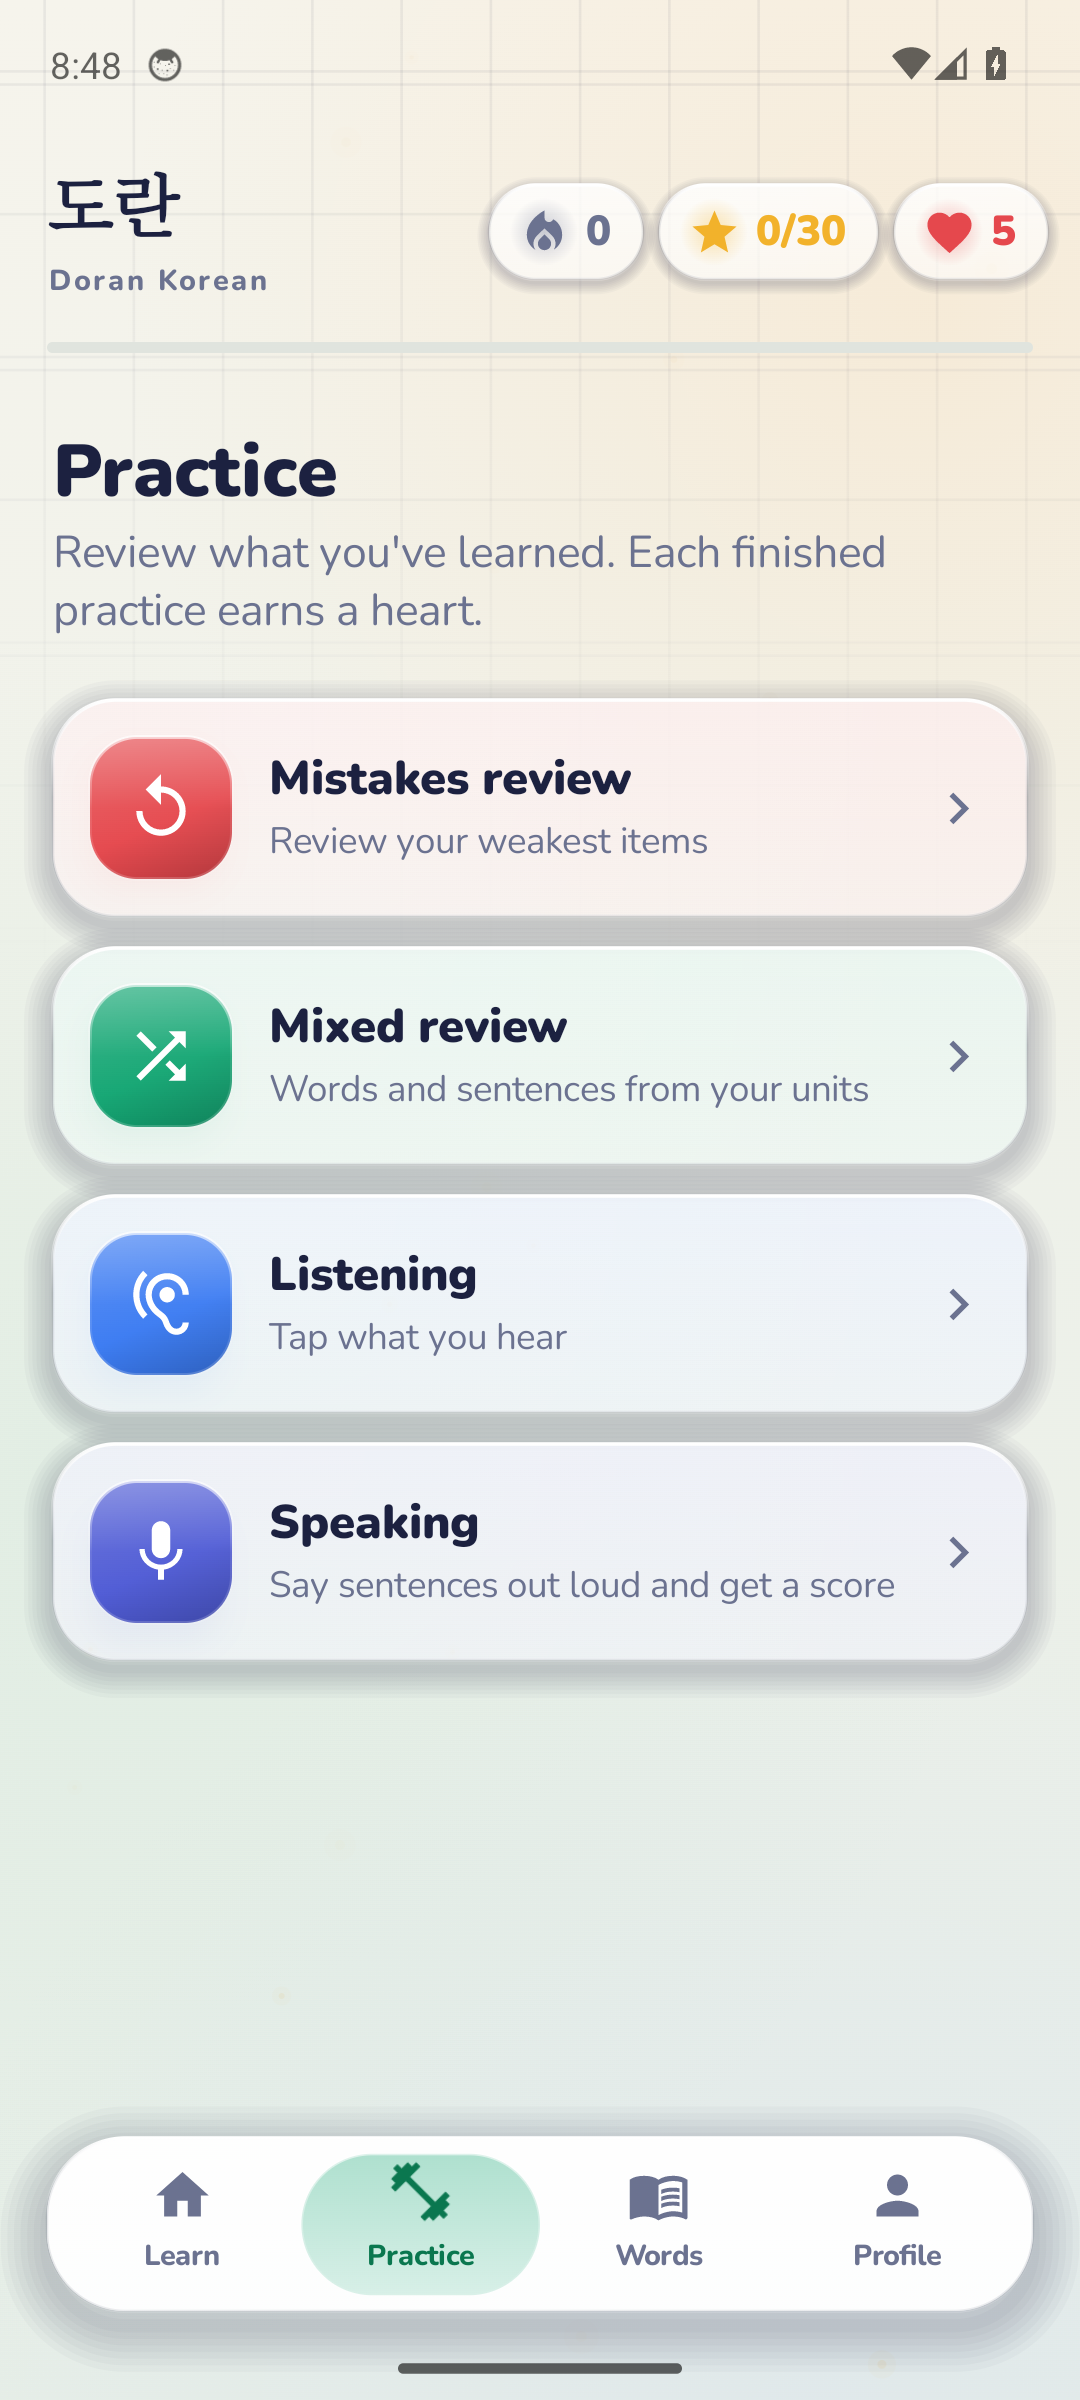 8:48
도란
Doran Korean
0
0/30
5
Practice
Review what you've learned. Each finished
practice earns a heart.
Mistakes review
Review your weakest items
Mixed review
Words and sentences from your units
Listening
Tap what you hear
Speaking
Say sentences out loud and get a score
Learn
Practice
Words
Profile